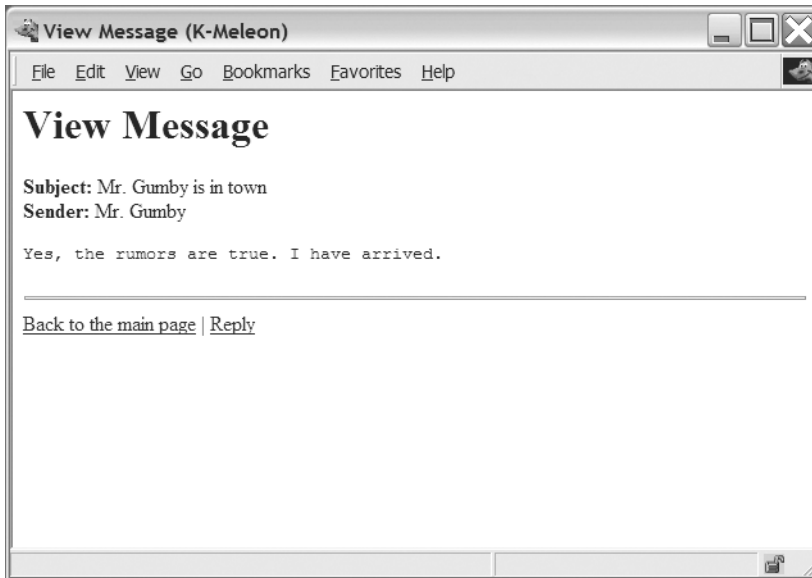 View Message (K-Meleon)
File Edit View Go Bookmarks Favorites Help
View Message
Subject: Mr. Gumby is in town
Sender: Mr. Gumby
Yes, the rumors are true. I have arrived.
Back to the main page | Reply